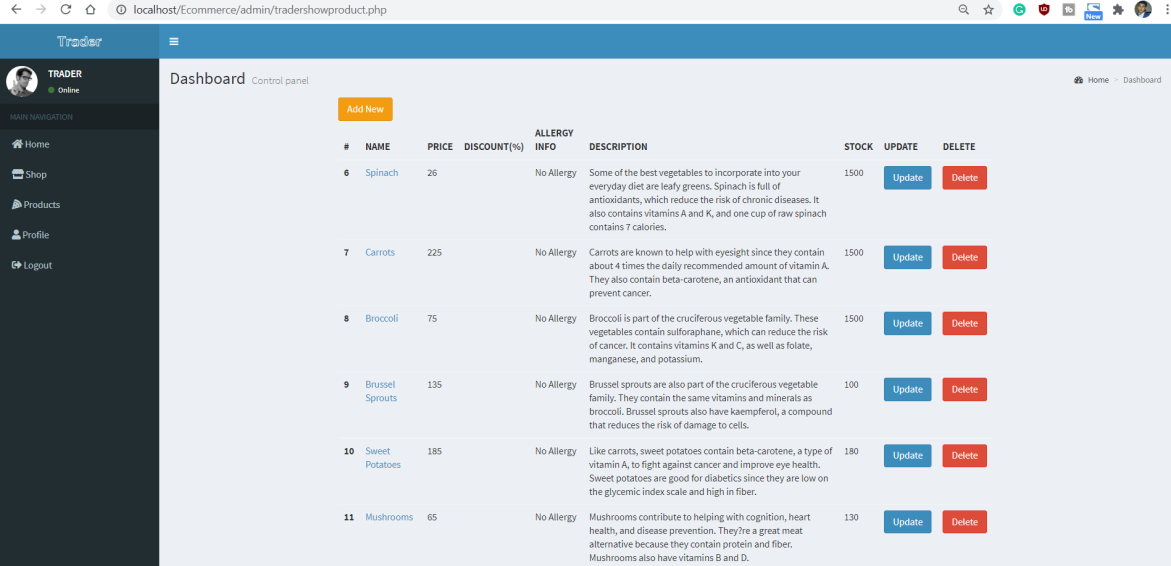 localhost/Ecommerce/admin/tradershowproduct.php
New
Trader
TRADER
Online
MAIN NAVIGATION
Home
Shop
Products
Profile
Logout
Dashboard Control panel
Home > Dashboard
Add New
# NAME PRICE DISCOUNT(%) ALLERGY INFO DESCRIPTION STOCK UPDATE DELETE
6 Spinach 26 No Allergy Some of the best vegetables to incorporate into your 1500 Update Delete
everyday diet are leafy greens. Spinach is full of
antioxidants, which reduce the risk of chronic diseases. It
also contains vitamins A and K, and one cup of raw spinach
contains 7 calories.
7 Carrots 225 No Allergy Carrots are known to help with eyesight since they contain 1500 Update Delete
about 4 times the daily recommended amount of vitamin A.
They also contain beta-carotene, an antioxidant that can
prevent cancer.
8 Broccoli 75 No Allergy Broccoli is part of the cruciferous vegetable family. These 1500 Update Delete
vegetables contain sulforaphane, which can reduce the risk
of cancer. It contains vitamins K and C, as well as folate,
manganese, and potassium.
9 Brussel 135 No Allergy Brussel sprouts are also part of the cruciferous vegetable 100 Update Delete
Sprouts family. They contain the same vitamins and minerals as
broccoli. Brussel sprouts also have kaempferol, a compound
that reduces the risk of damage to cells.
10 Sweet 185 No Allergy Like carrots, sweet potatoes contain beta-carotene, a type of 180 Update Delete
Potatoes vitamin A, to fight against cancer and improve eye health.
Sweet potatoes are good for diabetics since they are low on
the glycemic index scale and high in fiber.
11 Mushrooms 65 No Allergy Mushrooms contribute to helping with cognition, heart 130 Update Delete
health, and disease prevention. They?re a great meat
alternative because they contain protein and fiber.
Mushrooms also have vitamins B and D.